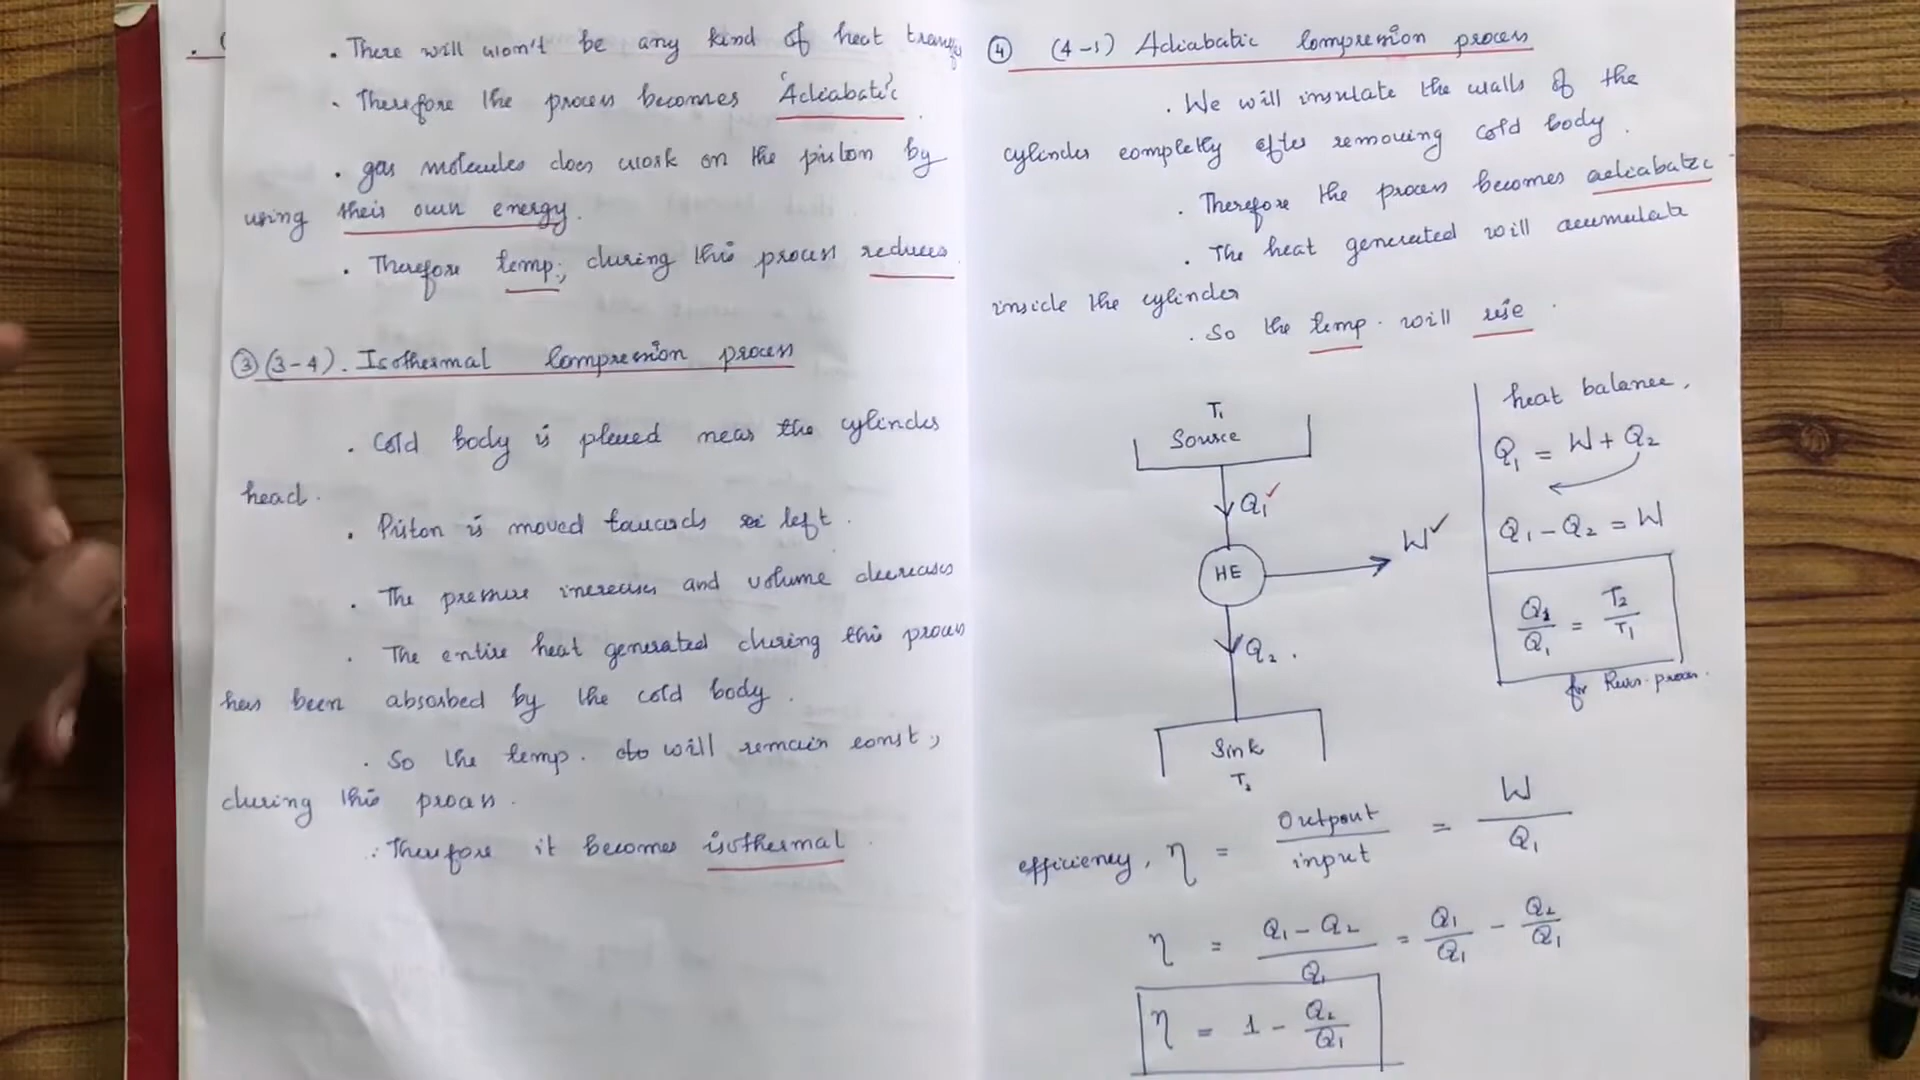 . There will won't be any kind of heat
. Therefore the process becomes 'Adiabatic'
. gas molecules does work on the piston by
using their own energy.
. Therefore temp; during this process reduces.
③ (3-4). Isothermal Compression process
. Cold body is placed near the cylinder
head.
. Piston is moved towards left.
. The pressure increases and volume decreases
. The entire heat generated during this process
has been absorbed by the cold body.
. So the temp. will remain const;
during this process.
∴ Therefore it becomes isothermal.
④ (4-1) Adiabatic Compression process
. We will insulate the walls of the
cylinder completly after removing cold body.
. Therefore the process becomes adiabatic.
. The heat generated will accumulate
inside the cylinder
. So the temp. will rise.
T₁
Source
Q₁ ✓
HE
W ✓
Q₂.
Sink
T₂
heat balance,
Q₁ = W + Q₂
Q₁ - Q₂ = W
Q₂/Q₁ = T₂/T₁
for Revr. process.
efficiency, η = Output/input = W/Q₁
η = (Q₁ - Q₂)/Q₁ = Q₁/Q₁ - Q₂/Q₁
η = 1 - Q₂/Q₁